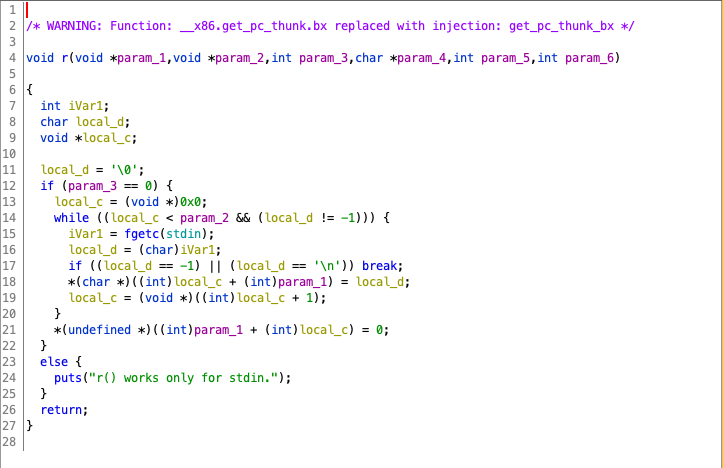 1
2 /* WARNING: Function: __x86.get_pc_thunk.bx replaced with injection: get_pc_thunk_bx */
3
4 void r(void *param_1,void *param_2,int param_3,char *param_4,int param_5,int param_6)
5
6 {
7   int iVar1;
8   char local_d;
9   void *local_c;
10
11   local_d = '\0';
12   if (param_3 == 0) {
13     local_c = (void *)0x0;
14     while ((local_c < param_2 && (local_d != -1))) {
15       iVar1 = fgetc(stdin);
16       local_d = (char)iVar1;
17       if ((local_d == -1) || (local_d == '\n')) break;
18       *(char *)((int)local_c + (int)param_1) = local_d;
19       local_c = (void *)((int)local_c + 1);
20     }
21     *(undefined *)((int)param_1 + (int)local_c) = 0;
22   }
23   else {
24     puts("r() works only for stdin.");
25   }
26   return;
27 }
28